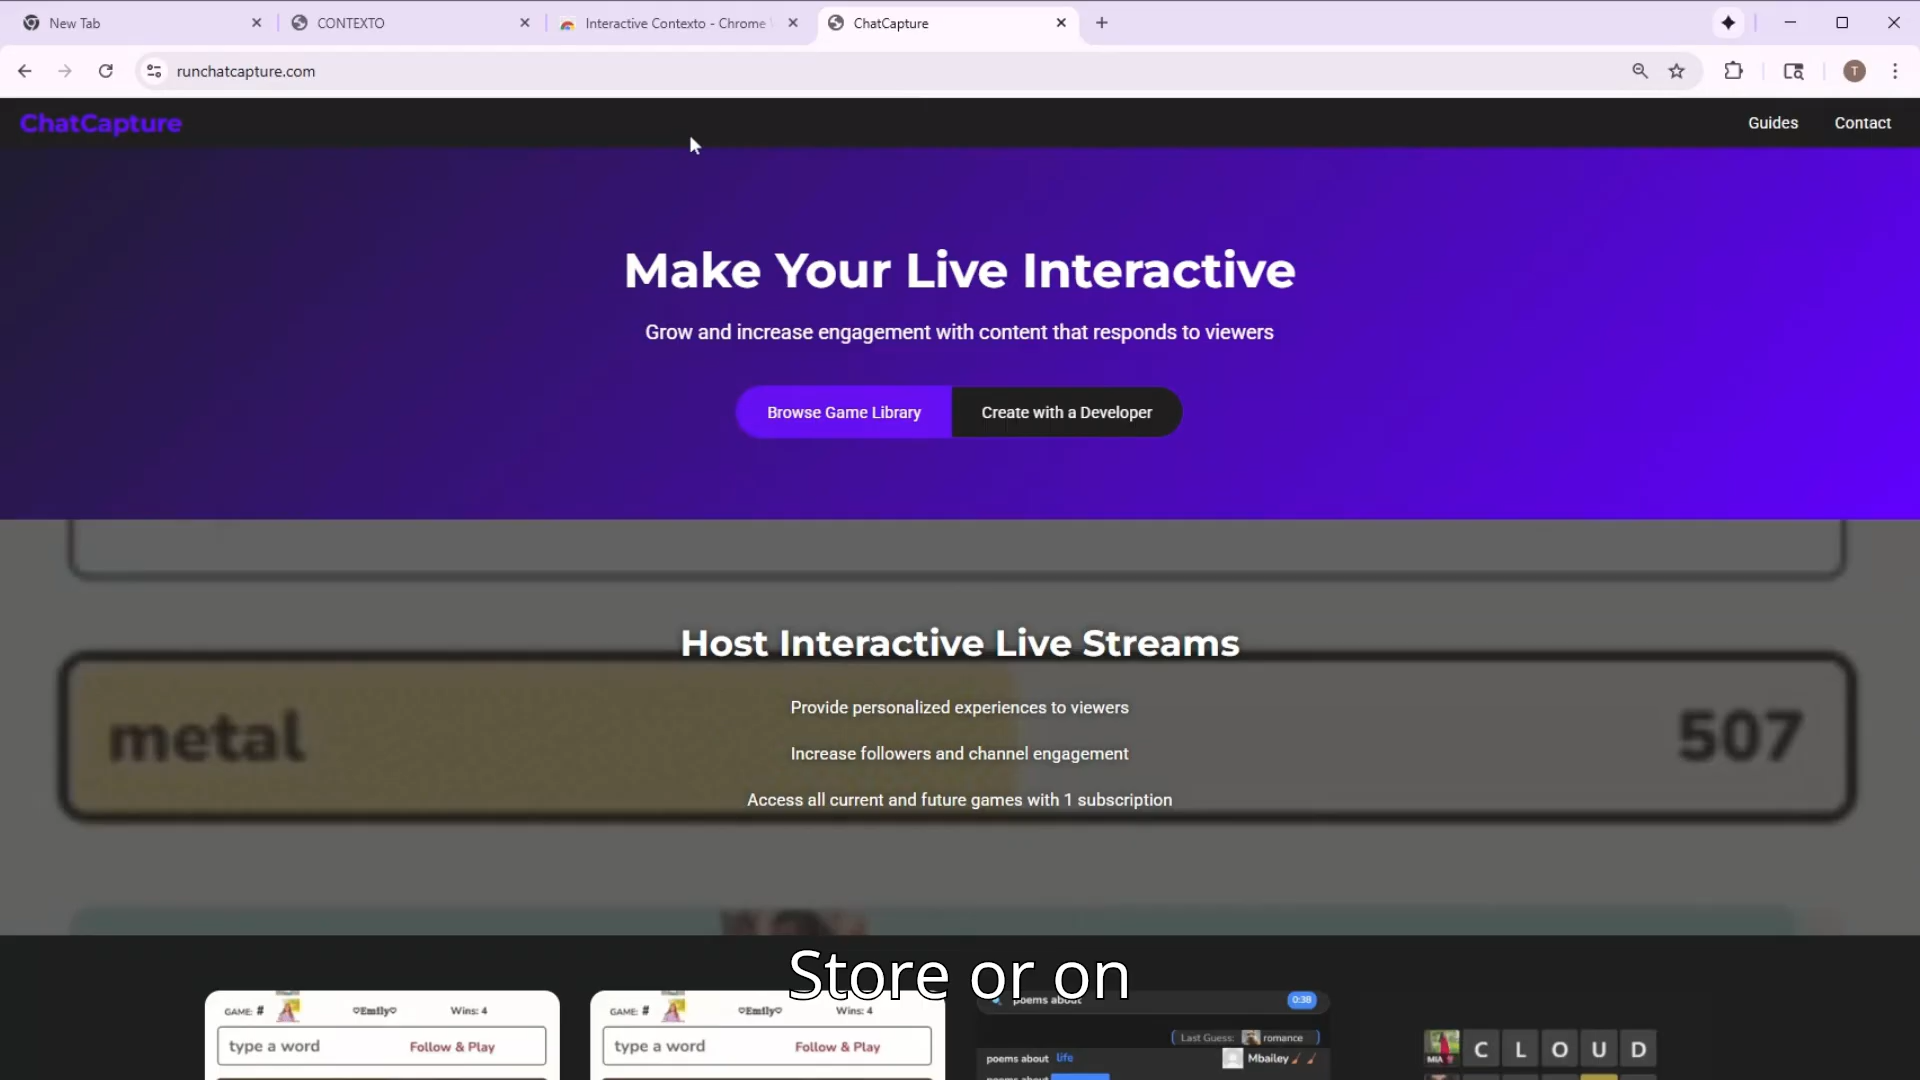 New Tab
CONTEXTO
Interactive Contexto - Chrome
ChatCapture
runchatcapture.com
T
ChatCapture
Guides
Contact
Make Your Live Interactive
Grow and increase engagement with content that responds to viewers
Browse Game Library
Create with a Developer
Host Interactive Live Streams
metal
507
Provide personalized experiences to viewers
Increase followers and channel engagement
Access all current and future games with 1 subscription
Store or on
GAME: #
♡Emily♡
Wins: 4
type a word
Follow & Play
GAME: #
♡Emily♡
Wins: 4
type a word
Follow & Play
poems about
0:38
Last Guess:
romance
poems about life
Mbailey
poems about
MIA
C L O U D